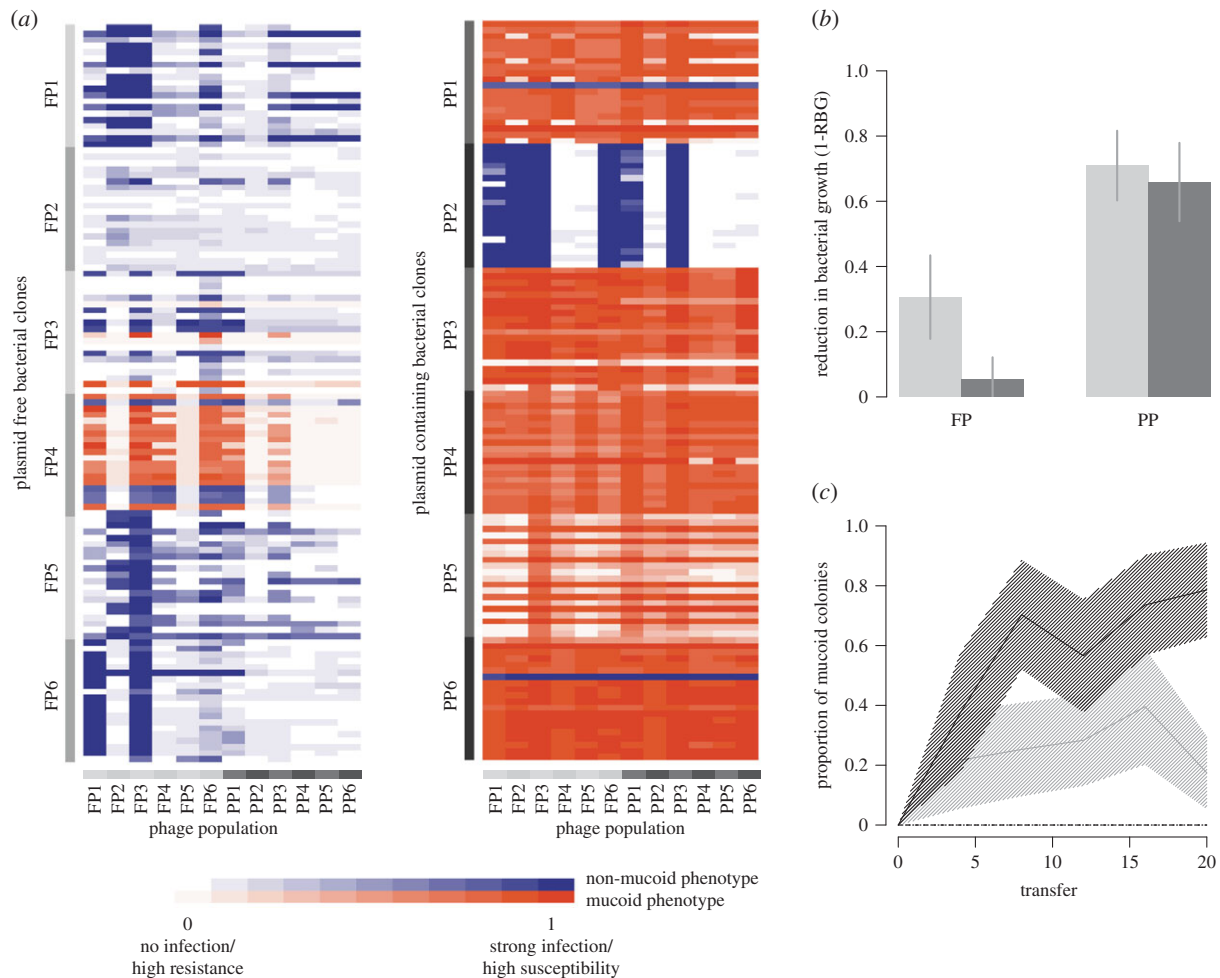 (a)
FP1
FP2
FP3
FP4
FP5
FP6
plasmid free bacterial clones
FP1 FP2 FP3 FP4 FP5 FP6 PP1 PP2 PP3 PP4 PP5 PP6
phage population
PP1
PP2
PP3
PP4
PP5
PP6
plasmid containing bacterial clones
FP1 FP2 FP3 FP4 FP5 FP6 PP1 PP2 PP3 PP4 PP5 PP6
phage population
non-mucoid phenotype
mucoid phenotype
0 1
no infection/ strong infection/
high resistance high susceptibility
(b)
1.0
0.8
0.6
0.4
0.2
0
reduction in bacterial growth (1-RBG)
FP PP
(c)
1.0
0.8
0.6
0.4
0.2
0
proportion of mucoid colonies
0 5 10 15 20
transfer